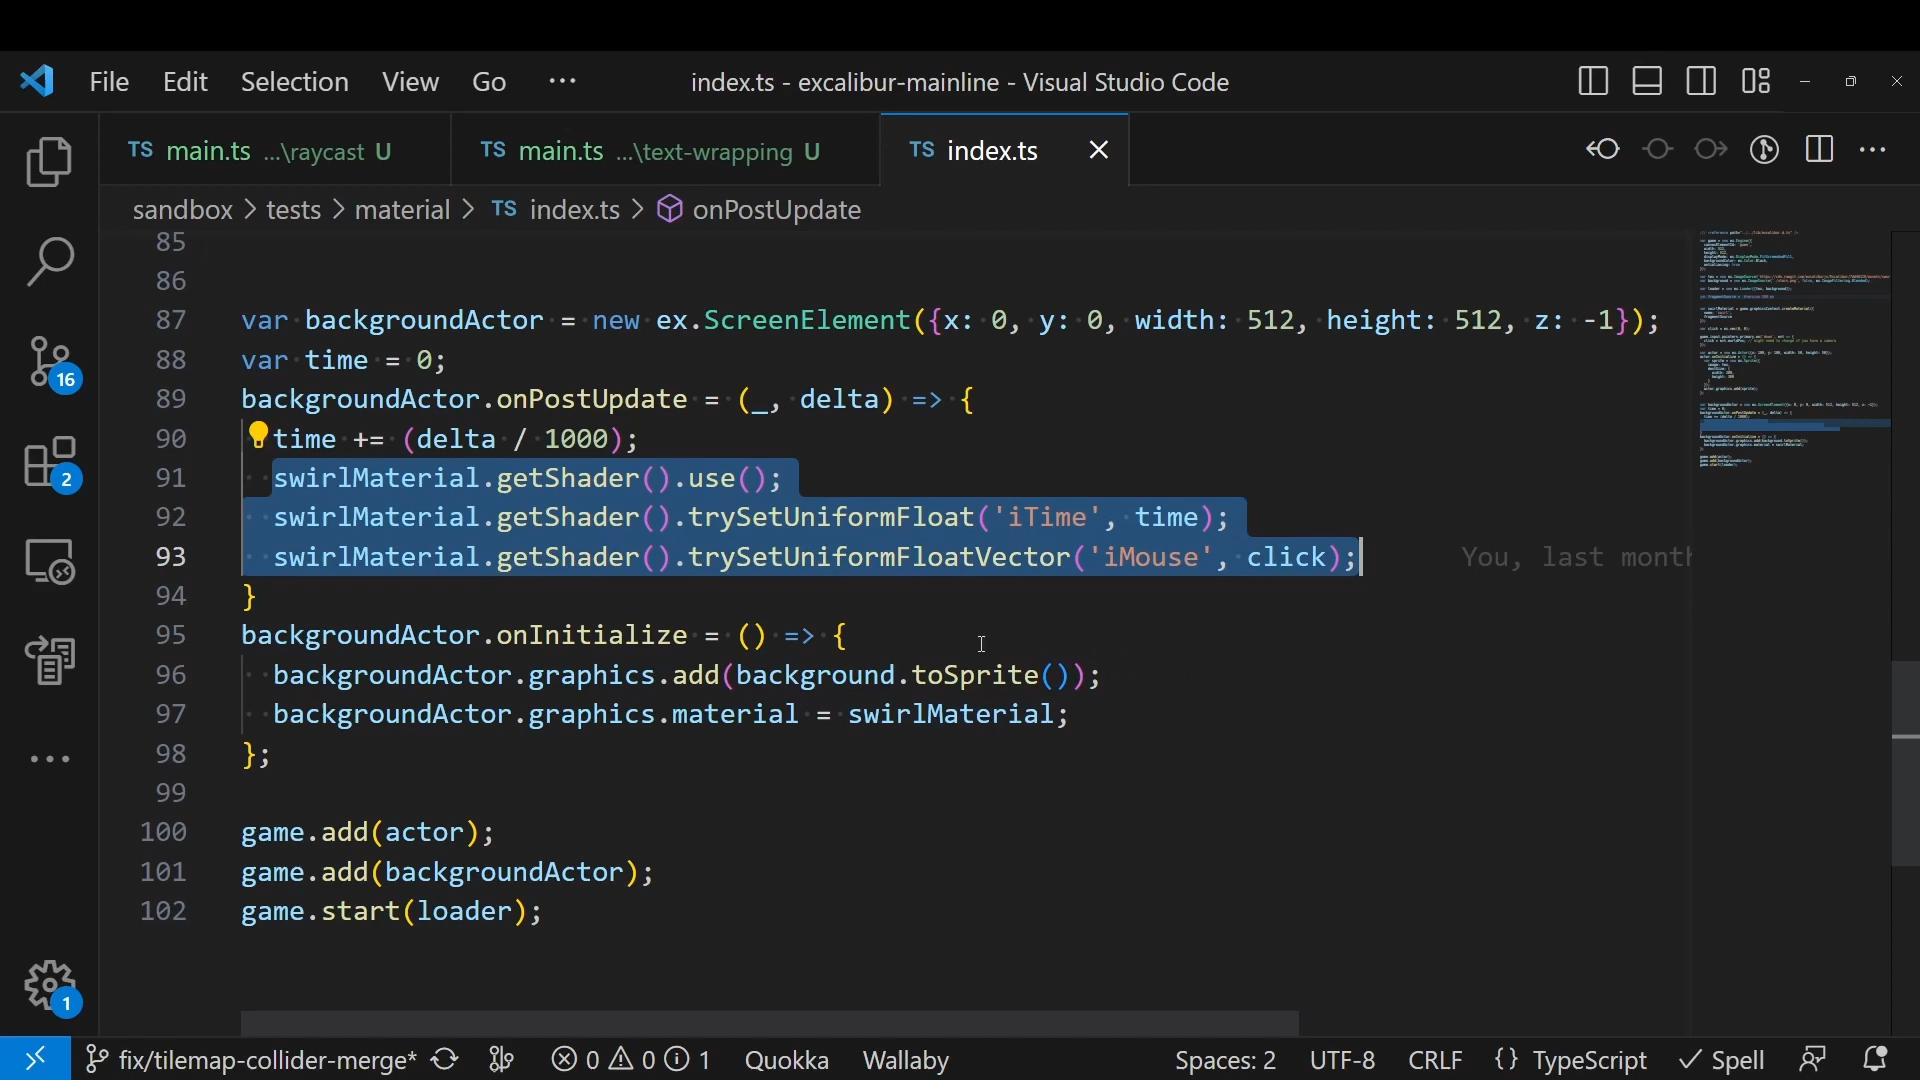 File Edit Selection View Go ··· index.ts - excalibur-mainline - Visual Studio Code
TS main.ts ...\raycast U TS main.ts ...\text-wrapping U TS index.ts
sandbox > tests > material > TS index.ts > onPostUpdate
85
86
87 var backgroundActor = new ex.ScreenElement({x: 0, y: 0, width: 512, height: 512, z: -1});
88 var time = 0;
89 backgroundActor.onPostUpdate = (_, delta) => {
90 time += (delta / 1000);
91 swirlMaterial.getShader().use();
92 swirlMaterial.getShader().trySetUniformFloat('iTime', time);
93 swirlMaterial.getShader().trySetUniformFloatVector('iMouse', click); You, last month
94 }
95 backgroundActor.onInitialize = () => {
96 backgroundActor.graphics.add(background.toSprite());
97 backgroundActor.graphics.material = swirlMaterial;
98 };
99
100 game.add(actor);
101 game.add(backgroundActor);
102 game.start(loader);
16
2
1
fix/tilemap-collider-merge* 0 0 1 Quokka Wallaby Spaces: 2 UTF-8 CRLF {} TypeScript Spell